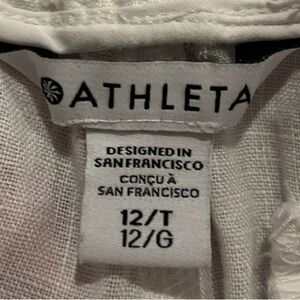 ATHLETA
DESIGNED IN
SAN FRANCISCO
CONÇU À
SAN FRANCISCO
12/T
12/G